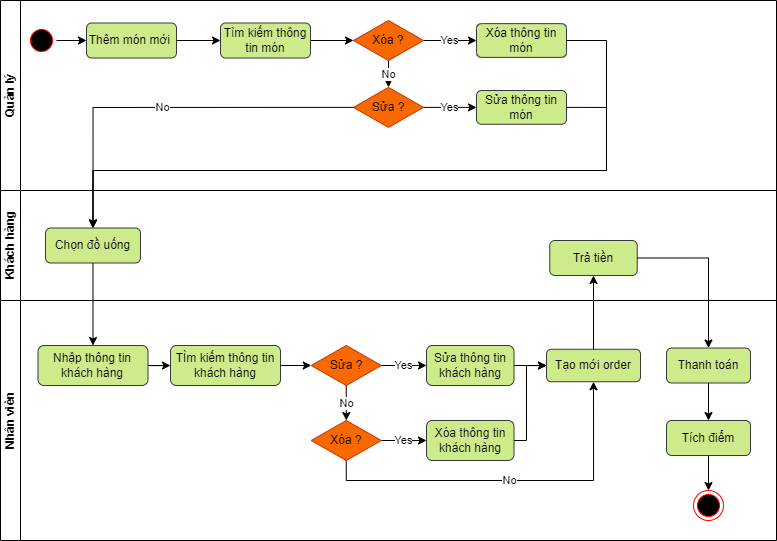 Quản lý
Thêm món mới
Tìm kiếm thông
tin món
Xóa ?
Yes
Xóa thông tin
món
No
Sửa ?
Yes
Sửa thông tin
món
No
Khách hàng
Chọn đồ uống
Trả tiền
Nhân viên
Nhập thông tin
khách hàng
TÌm kiếm thông tin
khách hàng
Sửa ?
Yes
Sửa thông tin
khách hàng
Tạo mới order
Thanh toán
No
Xóa ?
Yes
Xóa thông tin
khách hàng
Tích điểm
No